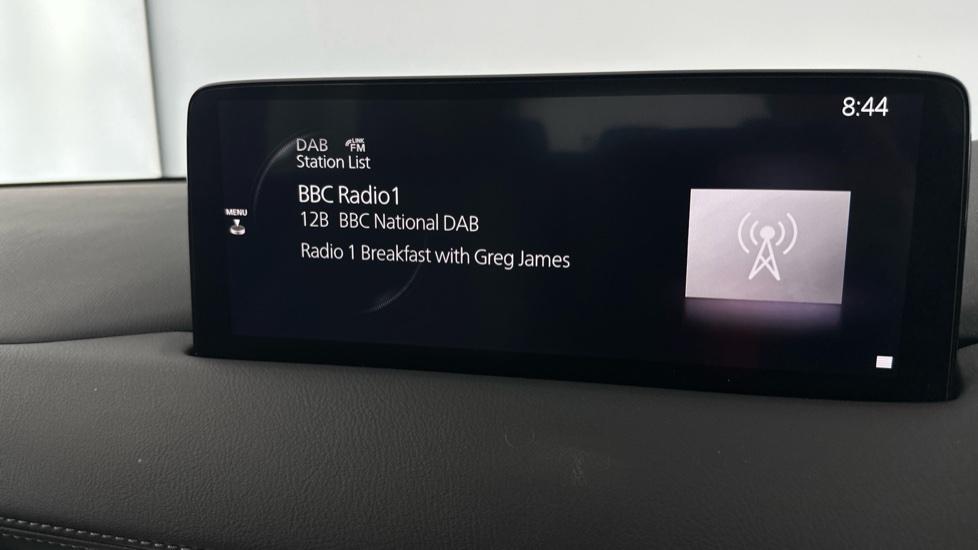 8:44
DAB LINK FM
Station List
BBC Radio1
MENU
12B BBC National DAB
Radio 1 Breakfast with Greg James